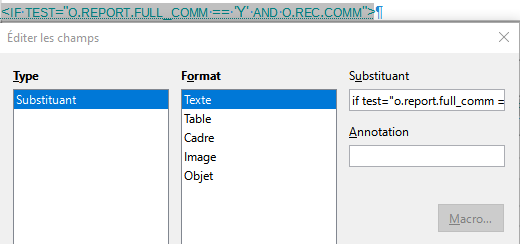 <IF TEST="O.REPORT.FULL_COMM == 'Y' AND O.REC.COMM">¶
Éditer les champs
Type
Format
Substituant
Substituant
Texte
if test="o.report.full_comm =
Table
Annotation
Cadre
Image
Objet
Macro...